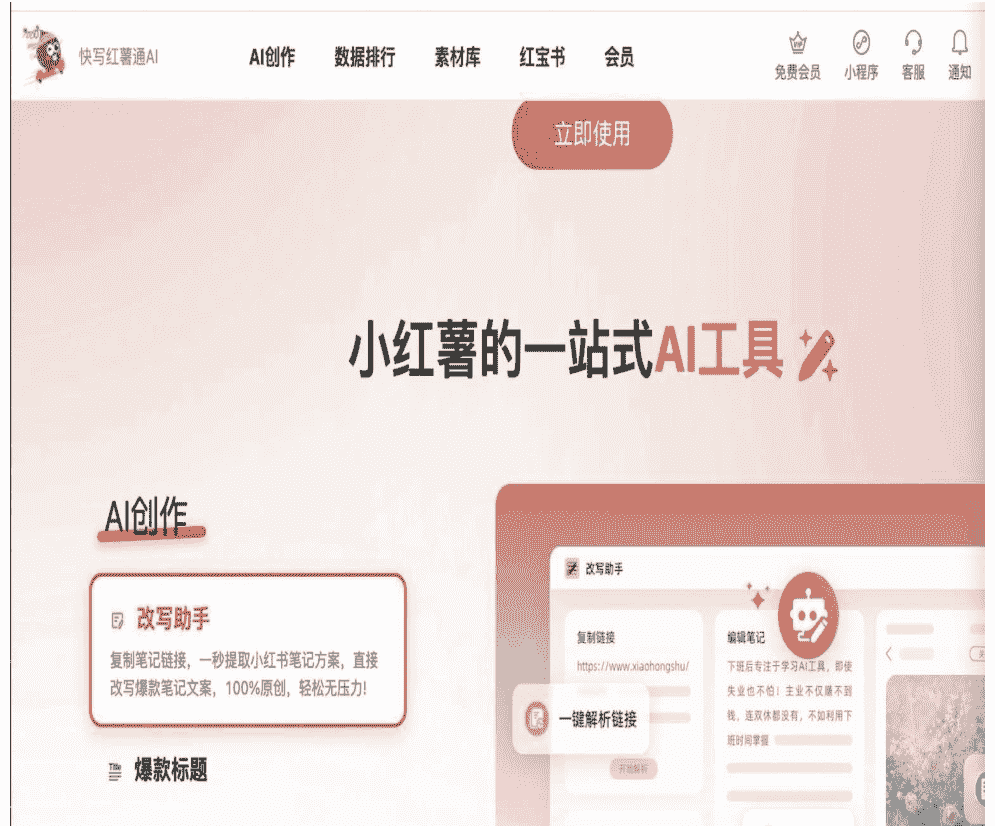 快写红薯通AI
AI创作
数据排行
素材库
红宝书
会员
免费会员
小程序
客服
通知
立即使用
小红薯的一站式AI工具
AI创作
改写助手
复制笔记链接，一秒提取小红书笔记方案，直接
改写爆款笔记文案，100%原创，轻松无压力!
Title
爆款标题
改写助手
复制链接
https://www.xiaohongshu/
一键解析链接
开始解析
编辑笔记
下班后专注于学习AI工具，即使
失业也不怕！主业不仅赚不到
钱，连双休都没有，不如利用下
班时间掌握